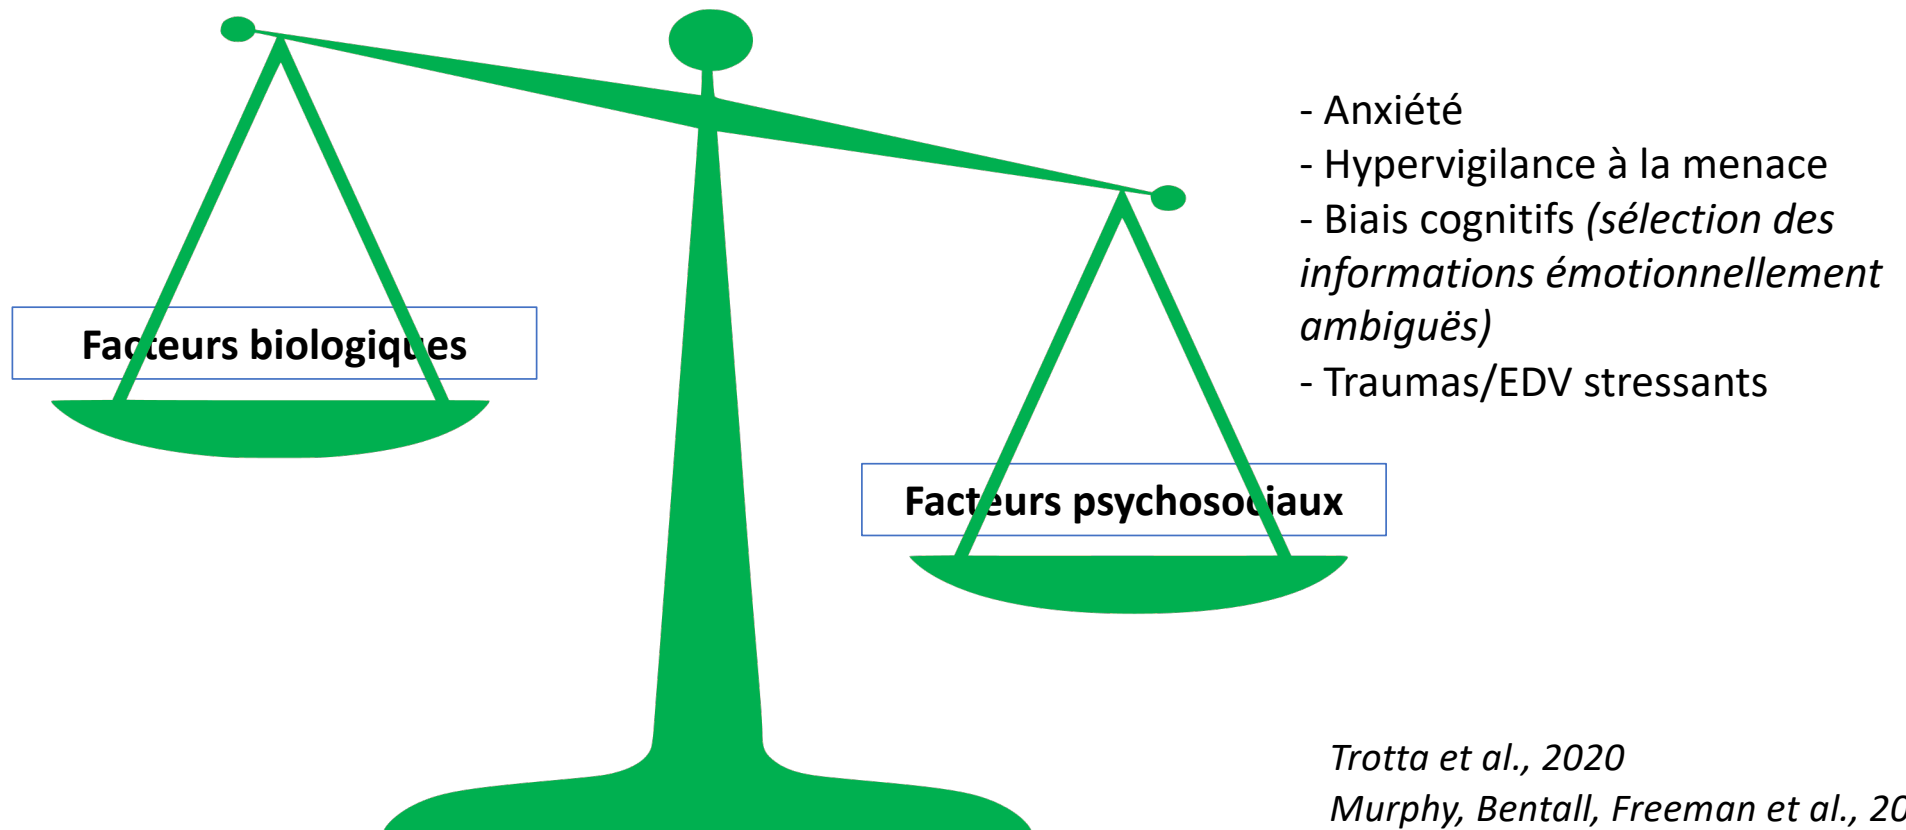 - Anxiété
- Hypervigilance à la menace
- Biais cognitifs (sélection des
informations émotionnellement
ambiguës)
- Traumas/EDV stressants
Facteurs biologiques
Facteurs psychosociaux
Trotta et al., 2020
Murphy, Bentall, Freeman et al., 20